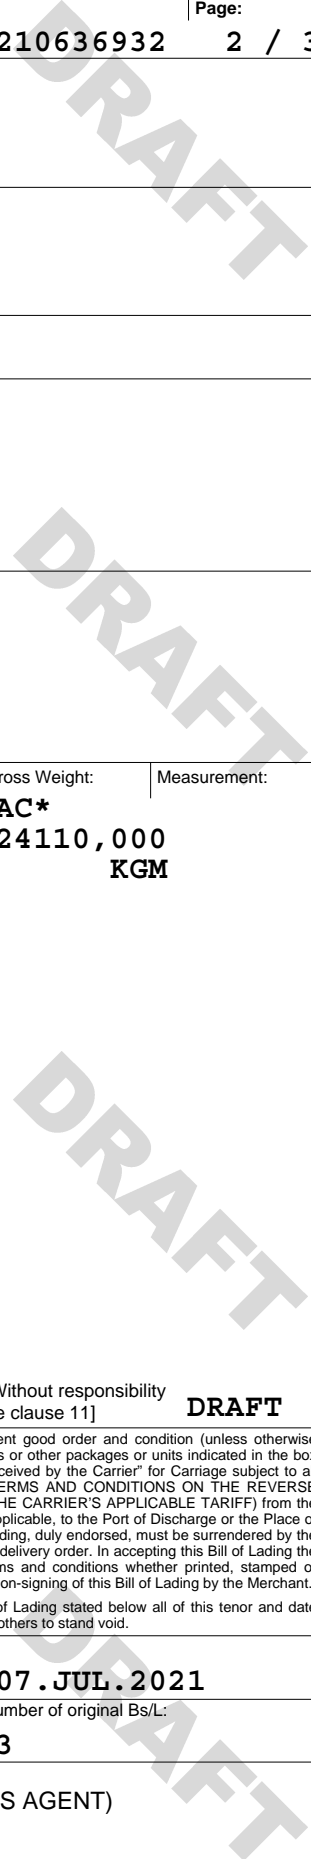 Page:
210636932 2 / 3
DRAFT
DRAFT
ross Weight: Measurement:
AC*
24110,000
KGM
DRAFT
Without responsibility
e clause 11] DRAFT
ent good order and condition (unless otherwise
s or other packages or units indicated in the box
ceived by the Carrier" for Carriage subject to al
ERMS AND CONDITIONS ON THE REVERSE
HE CARRIER'S APPLICABLE TARIFF) from the
pplicable, to the Port of Discharge or the Place o
ding, duly endorsed, must be surrendered by the
delivery order. In accepting this Bill of Lading the
ms and conditions whether printed, stamped o
on-signing of this Bill of Lading by the Merchant.
of Lading stated below all of this tenor and date
others to stand void.
07.JUL.2021
umber of original Bs/L:
3
DRAFT
S AGENT)